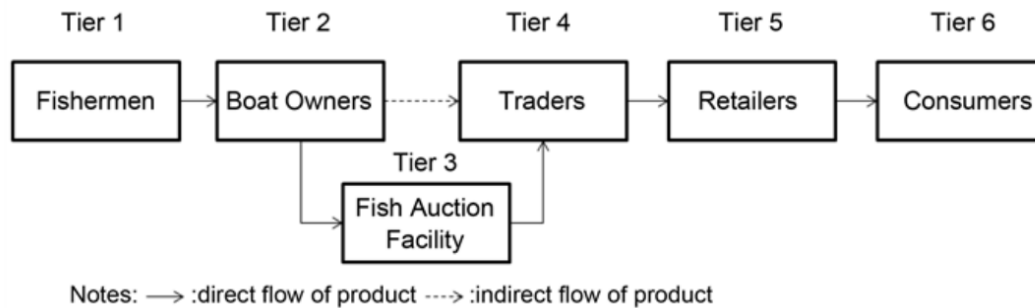 Tier 1 Tier 2 Tier 4 Tier 5 Tier 6
Fishermen Boat Owners Traders Retailers Consumers
Tier 3
Fish Auction
Facility
Notes: ⟶ :direct flow of product ----> :indirect flow of product